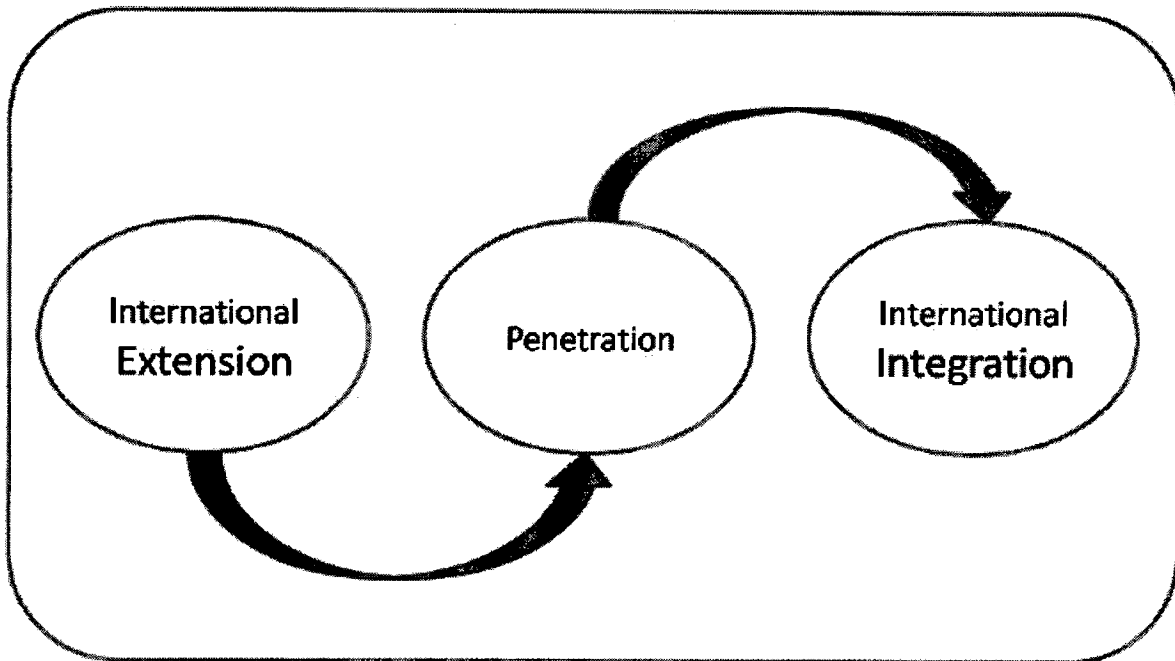 International
Extension
Penetration
International
Integration